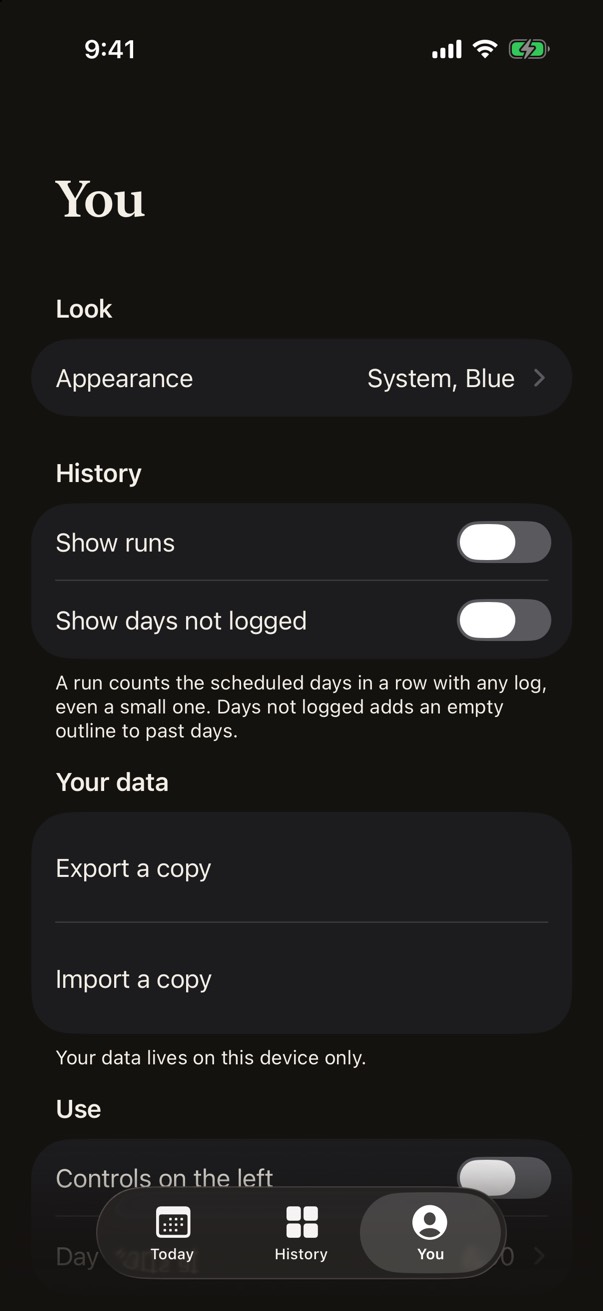 9:41
You
Look
Appearance
System, Blue
History
Show runs
Show days not logged
A run counts the scheduled days in a row with any log,
even a small one. Days not logged adds an empty
outline to past days.
Your data
Export a copy
Import a copy
Your data lives on this device only.
Use
Controls on the left
Day
Today
History
You